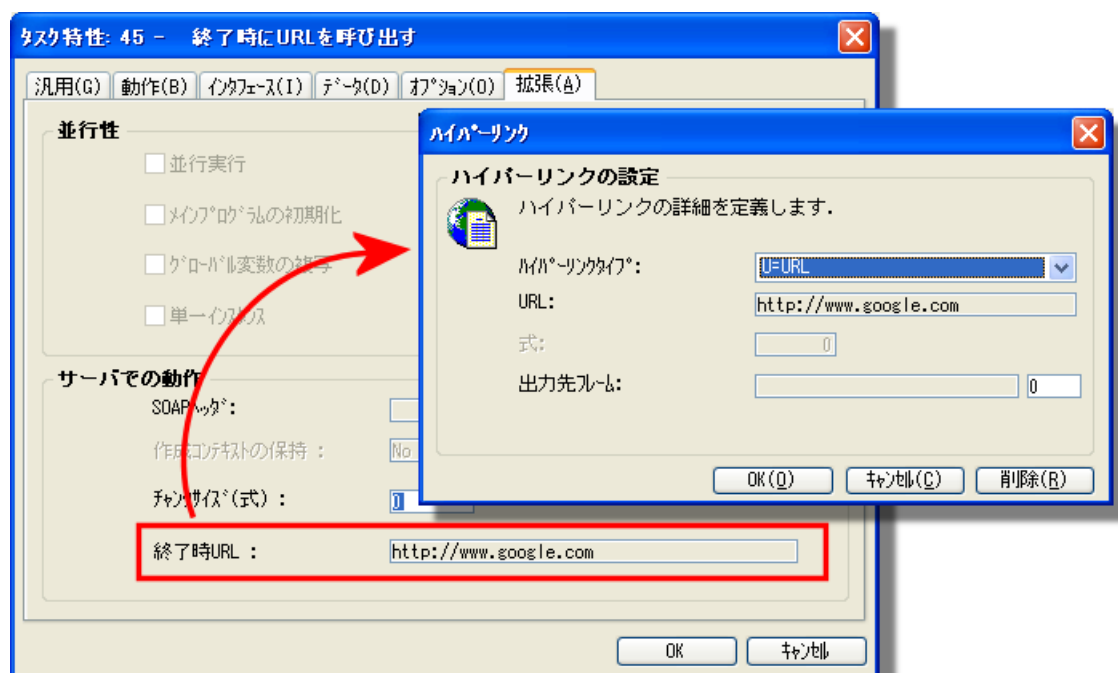 タスク特性: 45 - 終了時にURLを呼び出す
汎用(G) 動作(B) インタフェース(I) データ(D) オプション(O) 拡張(A)
並行性
並行実行
メインプログラムの初期化
グローバル変数の複写
単一インスタンス
サーバでの動作
SOAPヘッダ:
作成コンテキストの保持 : No
チャンクサイズ(式) : 0
終了時URL : http://www.google.com
OK キャンセル
ハイパーリンク
ハイパーリンクの設定
ハイパーリンクの詳細を定義します.
ハイパーリンクタイプ: U=URL
URL: http://www.google.com
式: 0
出力先フレーム: 0
OK(O) キャンセル(C) 削除(R)